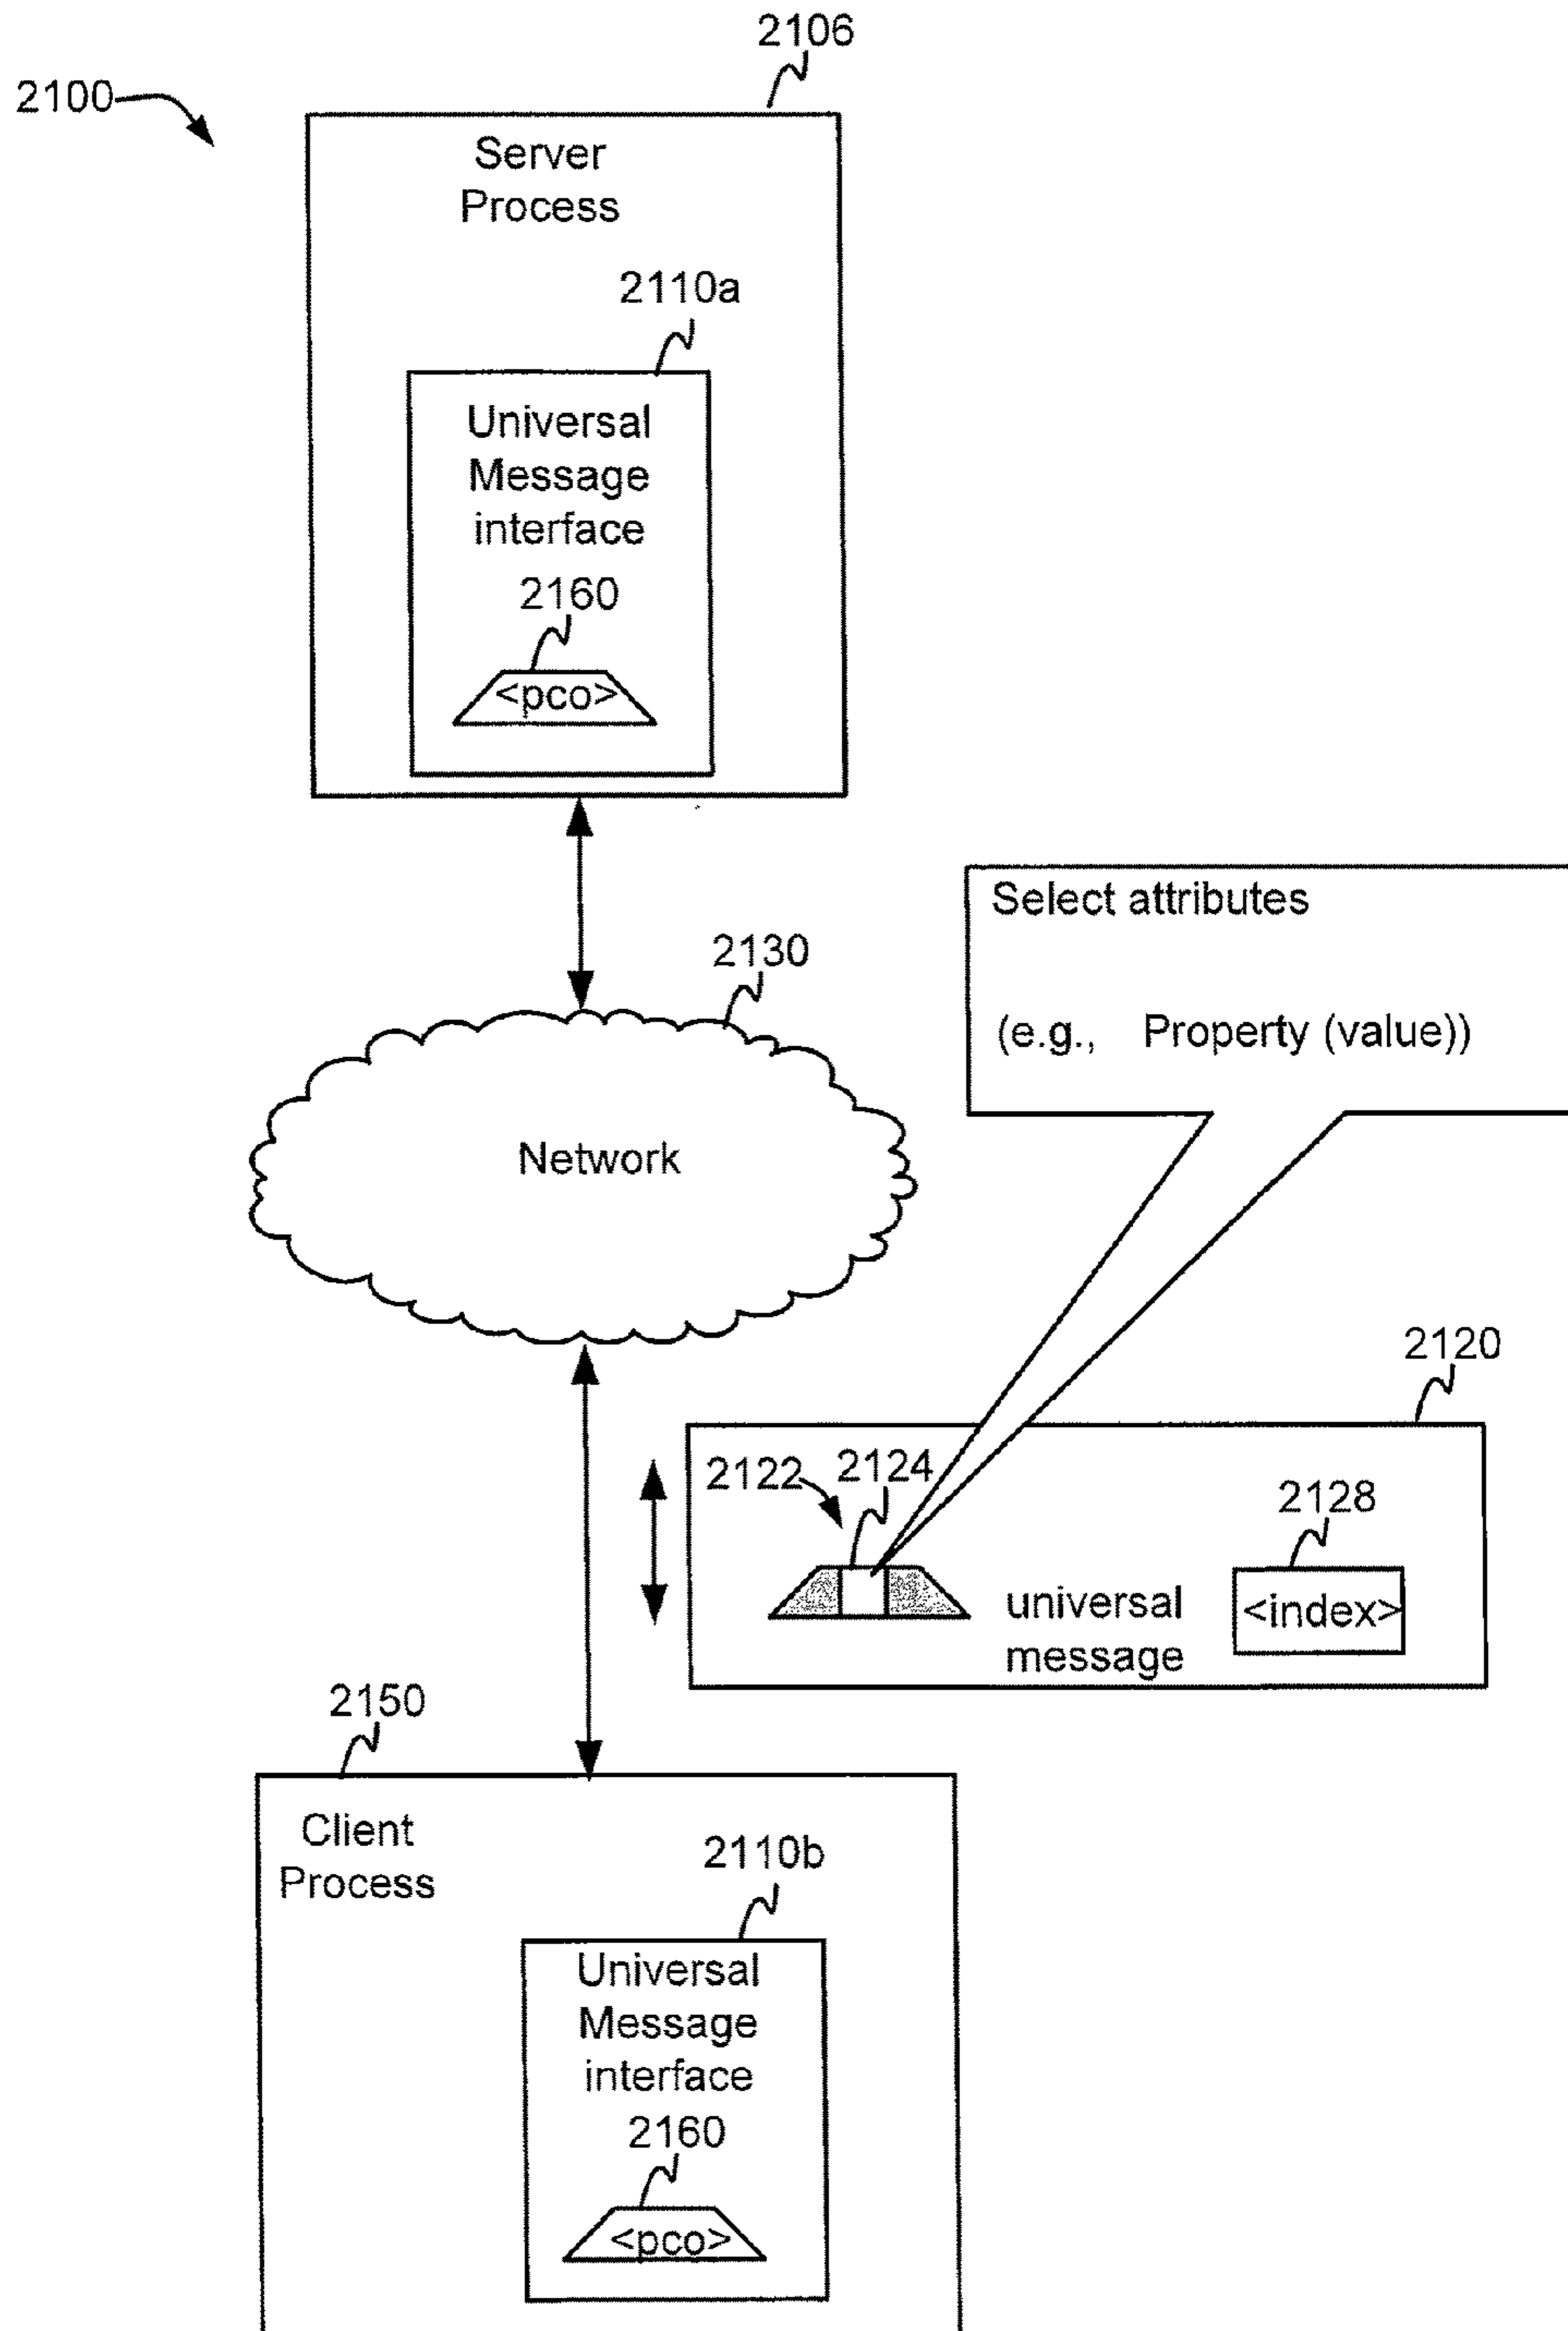 2106
2100
Server
Process
2110a
Universal
Message
interface
2160
<pco>
Select attributes
(e.g., Property (value))
2130
Network
2120
2122
2124
2128
universal
message
<index>
2150
Client
Process
2110b
Universal
Message
interface
2160
<pco>